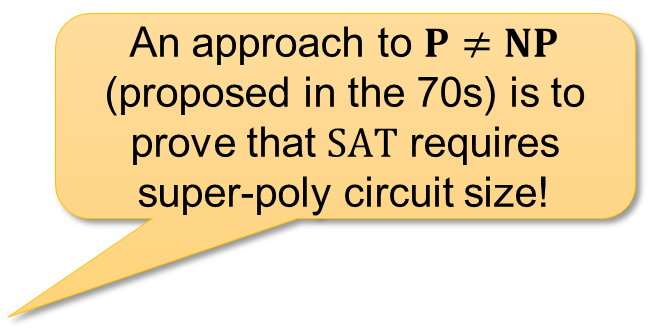 An approach to 𝐏 ≠ 𝐍𝐏
(proposed in the 70s) is to
prove that SAT requires
super-poly circuit size!